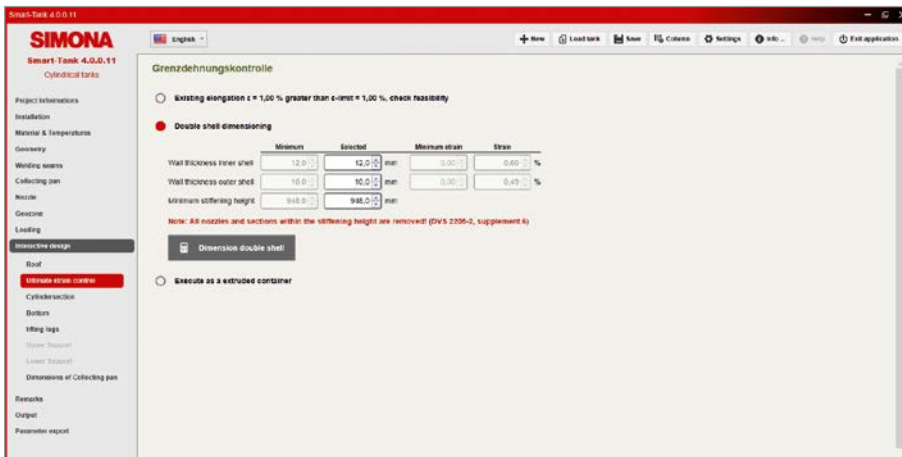 Smart-Tank 4.0.0.11
SIMONA
Smart-Tank 4.0.0.11
Cylindrical tanks
English
New Load tank Save Column Settings Info ... Help Exit application
Project Informations
Installation
Material & Temperatures
Geometry
Welding seams
Collecting pan
Nozzle
Geozone
Loading
Interactive design
Roof
Ultimate strain control
Cylindersection
Bottom
lifting lugs
Upper Support
Lower Support
Dimensions of Collecting pan
Remarks
Output
Parameter export
Grenzdehnungskontrolle
Existing elongation ε = 1,00 % greater than ε-limit = 1,00 %, check feasibility
Double shell dimensioning
Minimum Selected Minimum strain Strain
Wall thickness inner shell 12,0 12,0 mm 0,00 0,60 %
Wall thickness outer shell 10,0 10,0 mm 0,00 0,49 %
Minimum stiffening height 948,0 948,0 mm
Note: All nozzles and sections within the stiffening height are removed! (DVS 2205-2, supplement 6)
Dimension double shell
Execute as a extruded container